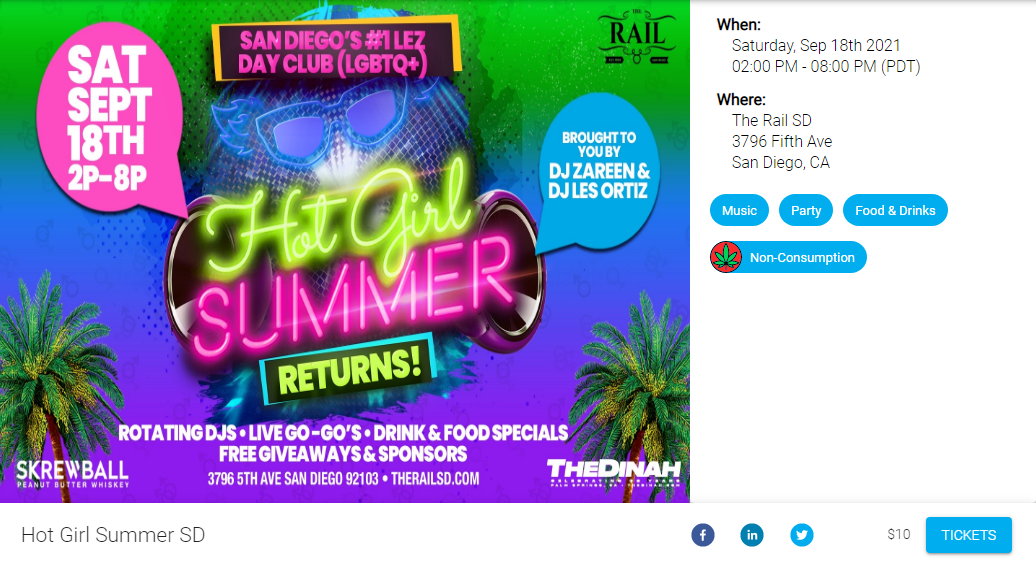 SAT
SEPT
18TH
2P-8P
SAN DIEGO'S #1 LEZ
DAY CLUB (LGBTQ+)
THE
RAIL
BROUGHT TO
YOU BY
DJ ZAREEN &
DJ LES ORTIZ
Hot Girl
SUMMER
RETURNS!
ROTATING DJS • LIVE GO-GO'S • DRINK & FOOD SPECIALS
FREE GIVEAWAYS & SPONSORS
3796 5TH AVE SAN DIEGO 92103 • THERAILSD.COM
SKREWBALL
PEANUT BUTTER WHISKEY
THEDINAH
When:
Saturday, Sep 18th 2021
02:00 PM - 08:00 PM (PDT)
Where:
The Rail SD
3796 Fifth Ave
San Diego, CA
Music Party Food & Drinks
Non-Consumption
Hot Girl Summer SD
f in $10 TICKETS